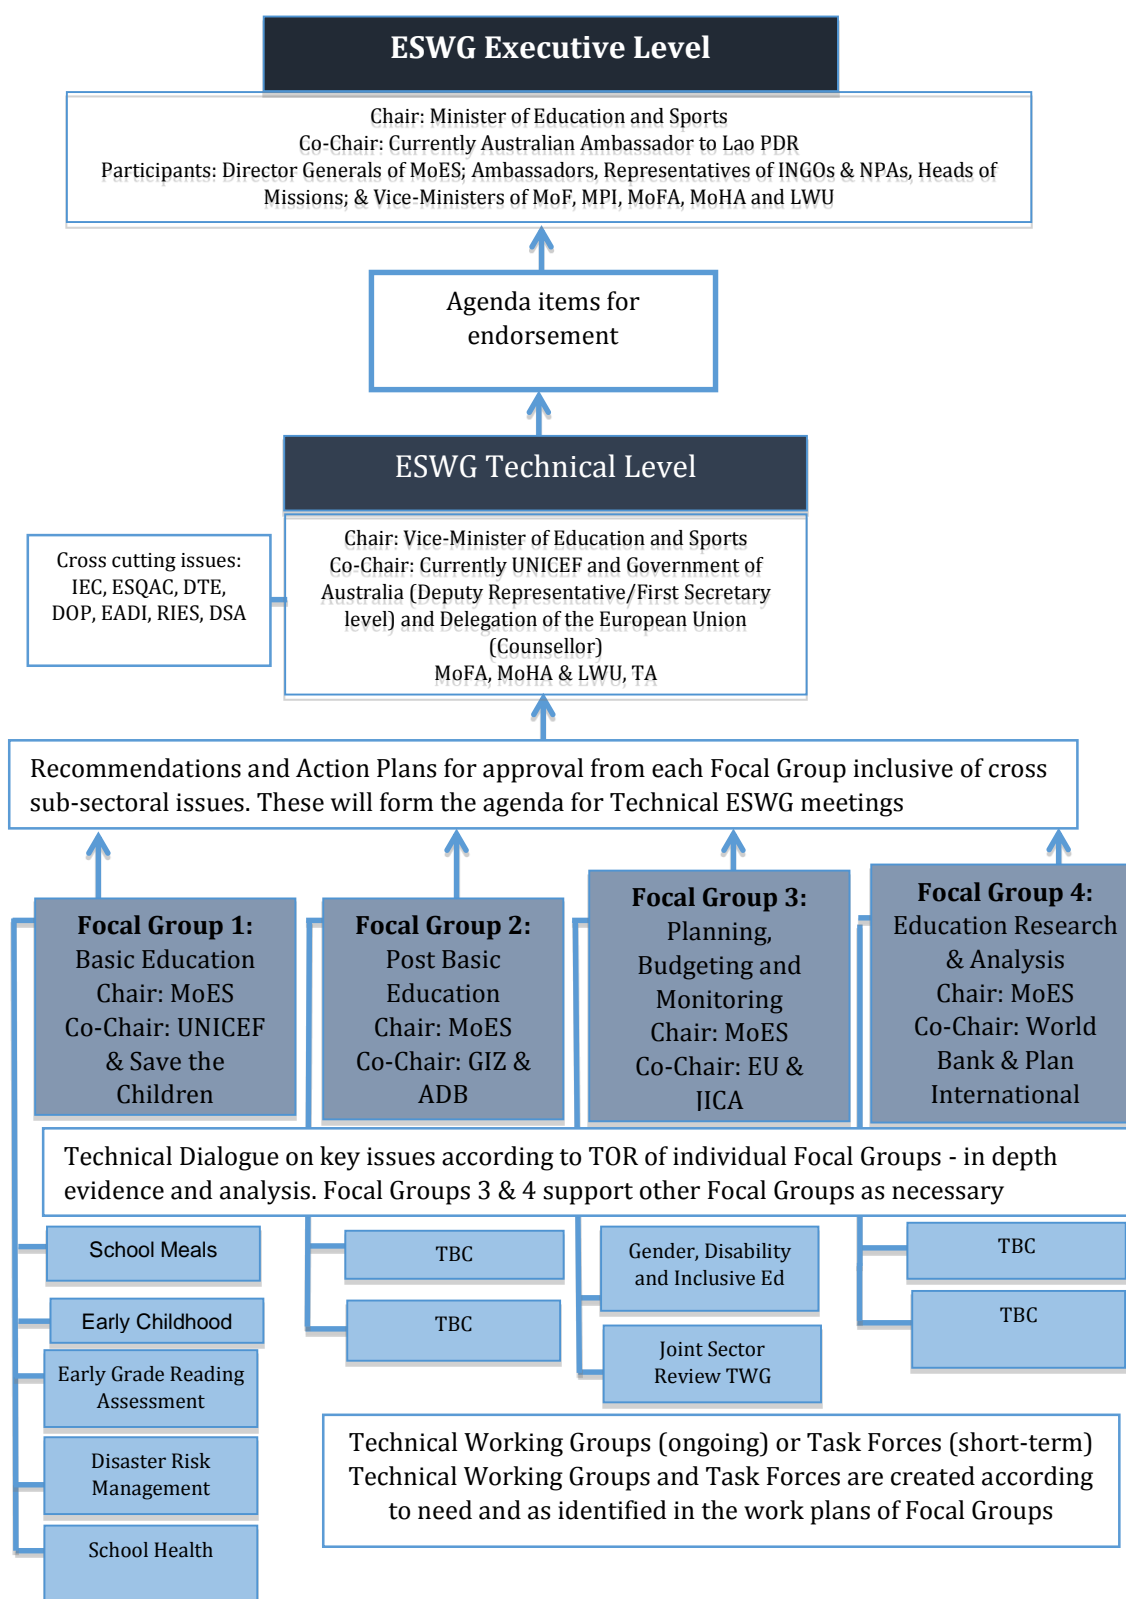 ESWG Executive Level
Chair: Minister of Education and Sports
Co-Chair: Currently Australian Ambassador to Lao PDR
Participants: Director Generals of MoES; Ambassadors, Representatives of INGOs & NPAs, Heads of
Missions; & Vice-Ministers of MoF, MPI, MoFA, MoHA and LWU
Agenda items for
endorsement
ESWG Technical Level
Cross cutting issues:
IEC, ESQAC, DTE,
DOP, EADI, RIES, DSA
Chair: Vice-Minister of Education and Sports
Co-Chair: Currently UNICEF and Government of
Australia (Deputy Representative/First Secretary
level) and Delegation of the European Union
(Counsellor)
MoFA, MoHA & LWU, TA
Recommendations and Action Plans for approval from each Focal Group inclusive of cross
sub-sectoral issues. These will form the agenda for Technical ESWG meetings
Focal Group 1:
Basic Education
Chair: MoES
Co-Chair: UNICEF
& Save the
Children
Focal Group 2:
Post Basic
Education
Chair: MoES
Co-Chair: GIZ &
ADB
Focal Group 3:
Planning,
Budgeting and
Monitoring
Chair: MoES
Co-Chair: EU &
JICA
Focal Group 4:
Education Research
& Analysis
Chair: MoES
Co-Chair: World
Bank & Plan
International
Technical Dialogue on key issues according to TOR of individual Focal Groups - in depth
evidence and analysis. Focal Groups 3 & 4 support other Focal Groups as necessary
School Meals
Early Childhood
Early Grade Reading
Assessment
Disaster Risk
Management
School Health
TBC
TBC
Gender, Disability
and Inclusive Ed
Joint Sector
Review TWG
TBC
TBC
Technical Working Groups (ongoing) or Task Forces (short-term)
Technical Working Groups and Task Forces are created according
to need and as identified in the work plans of Focal Groups